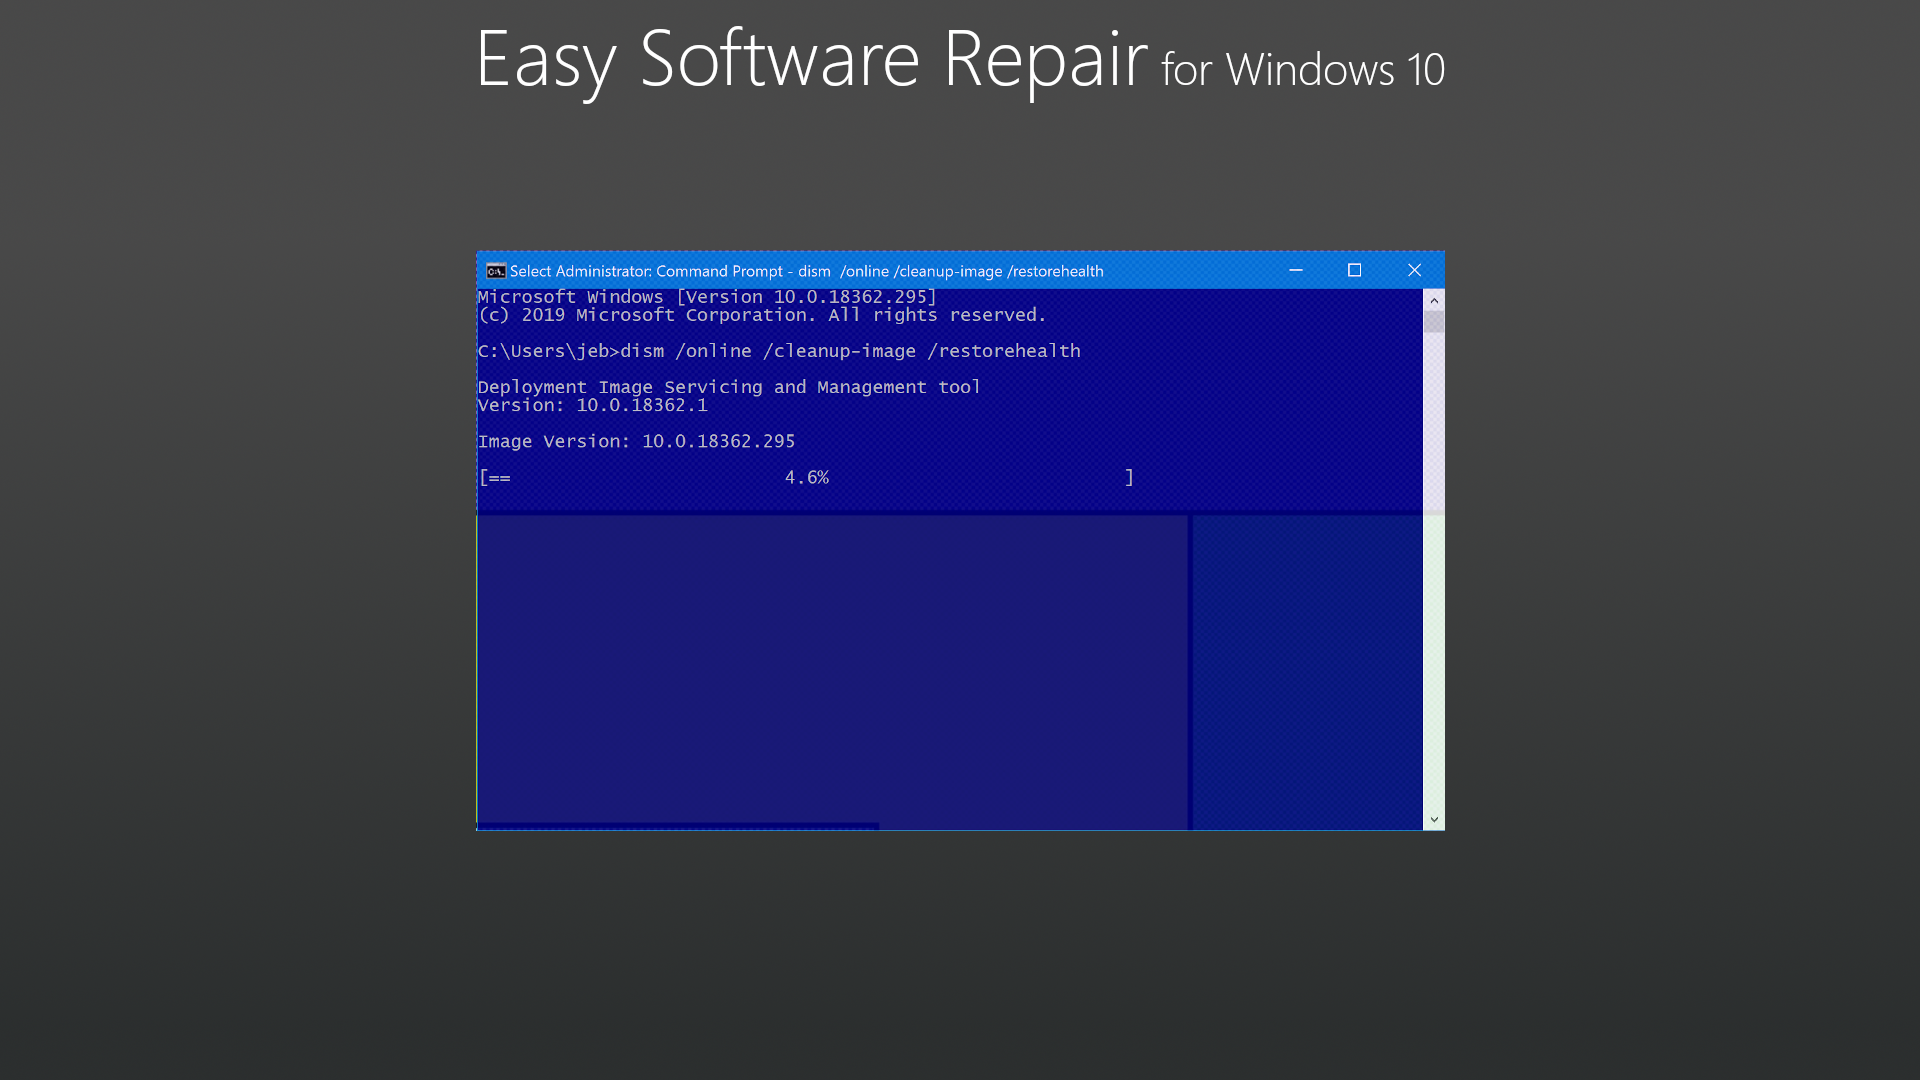 Easy Software Repair for Windows 10
Select Administrator: Command Prompt - dism  /online /cleanup-image /restorehealth
Microsoft Windows [Version 10.0.18362.295]
(c) 2019 Microsoft Corporation. All rights reserved.
C:\Users\jeb>dism /online /cleanup-image /restorehealth
Deployment Image Servicing and Management tool
Version: 10.0.18362.1
Image Version: 10.0.18362.295
[==                         4.6%                           ]